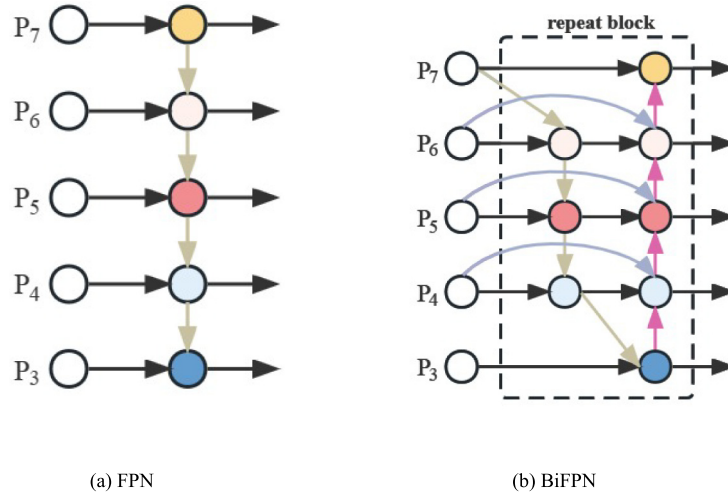 P7
P6
P5
P4
P3
(a) FPN
repeat block
P7
P6
P5
P4
P3
(b) BiFPN